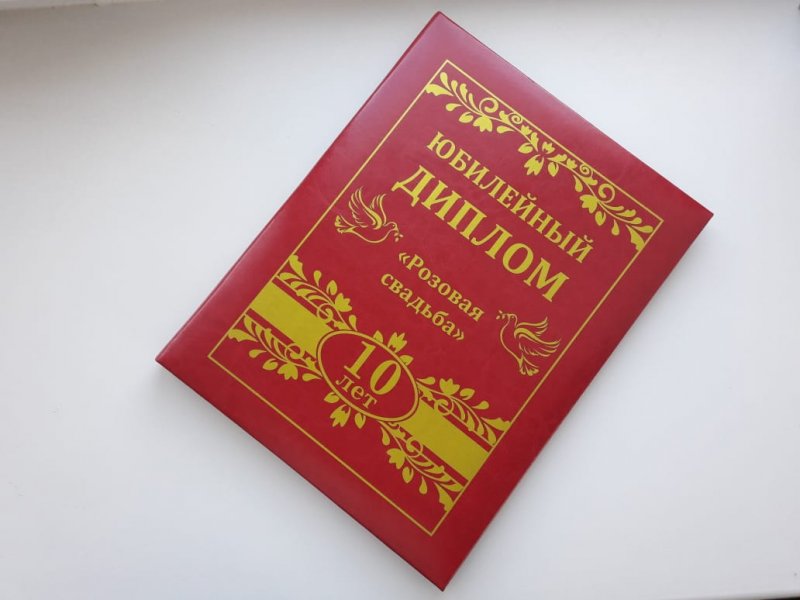 ЮБИЛЕЙНЫЙ
ДИПЛОМ
«Розовая
свадьба»
10
лет